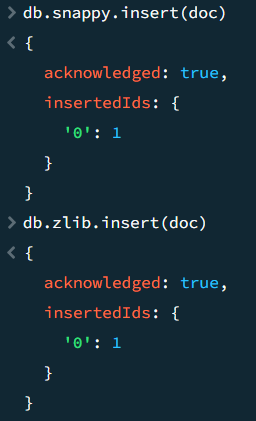 > db.snappy.insert(doc)
< {
acknowledged: true,
insertedIds: {
'0': 1
}
}
> db.zlib.insert(doc)
< {
acknowledged: true,
insertedIds: {
'0': 1
}
}